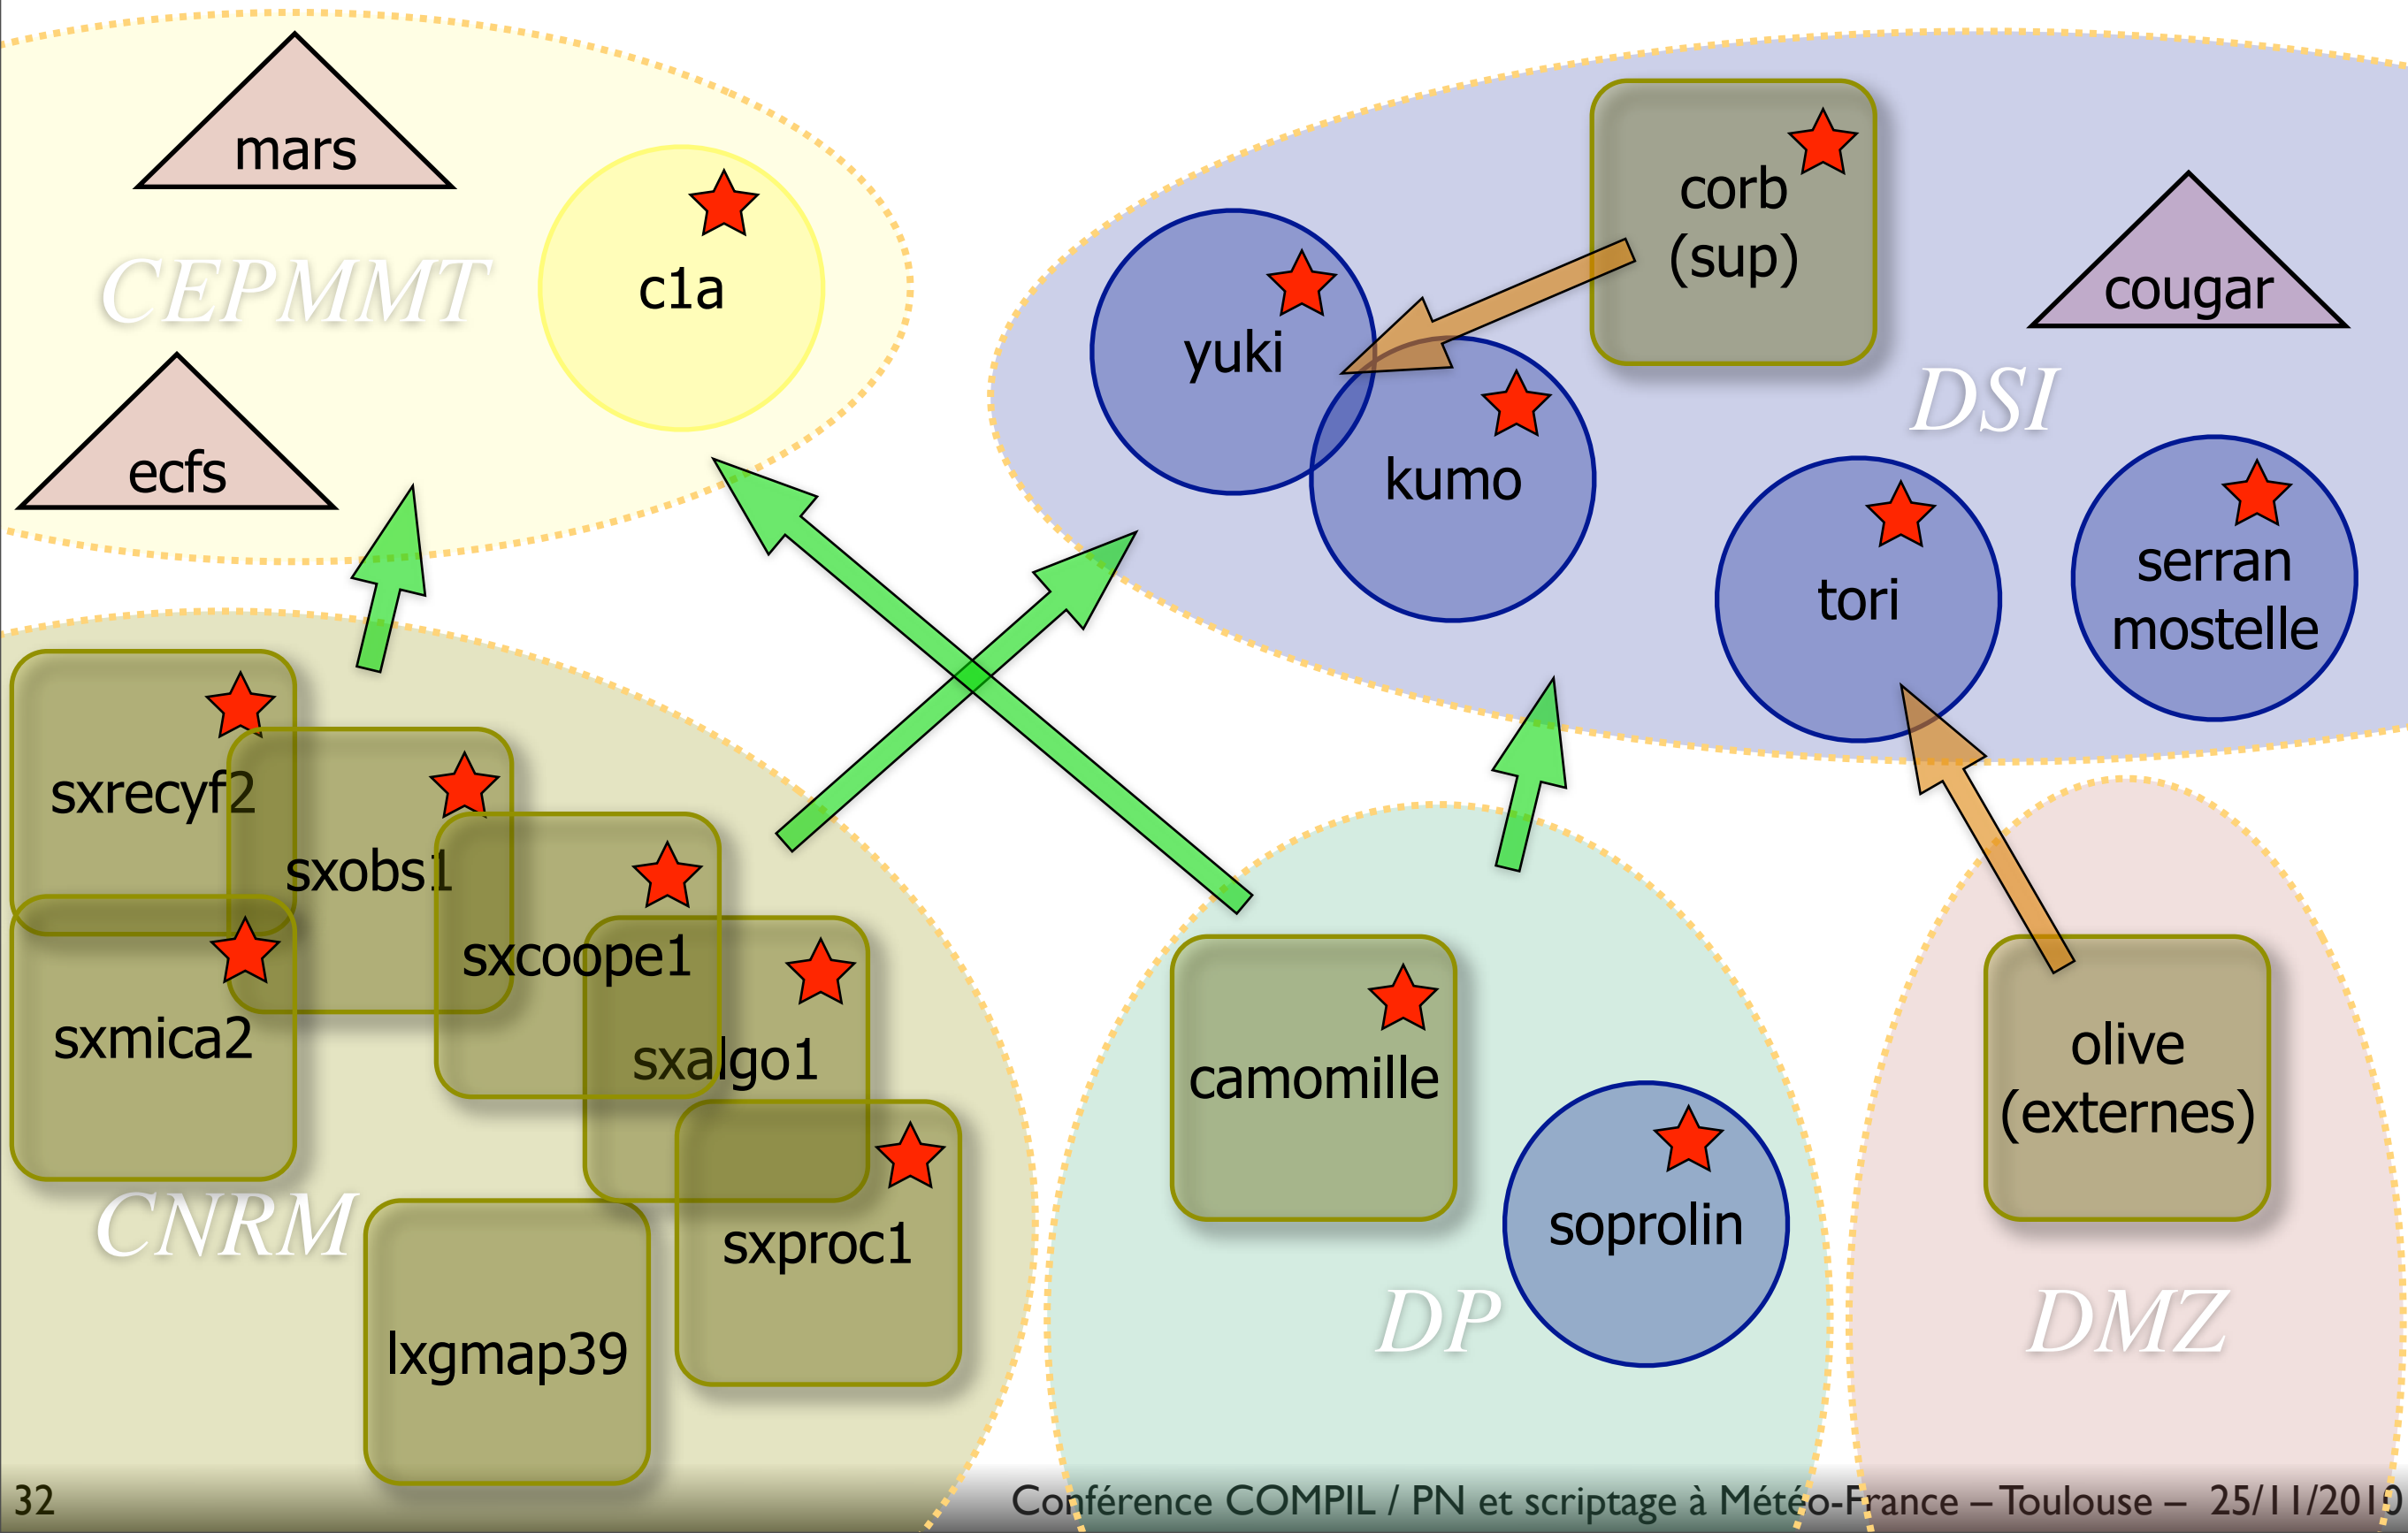 mars
CEPMMT
c1a
ecfs
corb
(sup)
yuki
kumo
cougar
DSI
tori
serran
mostelle
sxrecyf2
sxobs1
sxcoope1
sxmica2
sxalgo1
CNRM
sxproc1
lxgmap39
camomille
soprolin
DP
olive
(externes)
DMZ
32
Conférence COMPIL / PN et scriptage à Météo-France – Toulouse – 25/11/2010